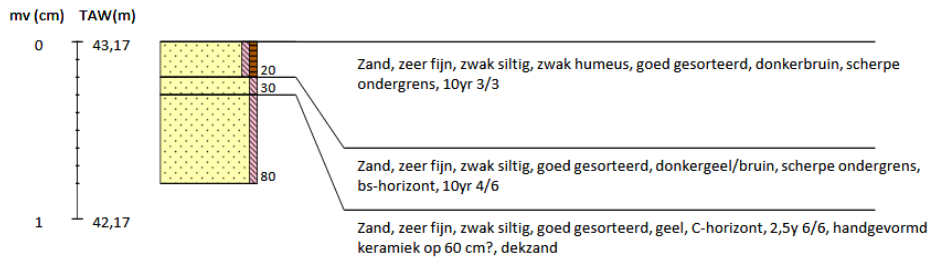 mv (cm) TAW(m)
0 43,17
20
30
80
1 42,17
Zand, zeer fijn, zwak siltig, zwak humeus, goed gesorteerd, donkerbruin, scherpe
ondergrens, 10yr 3/3
Zand, zeer fijn, zwak siltig, goed gesorteerd, donkergeel/bruin, scherpe ondergrens,
bs-horizont, 10yr 4/6
Zand, zeer fijn, zwak siltig, goed gesorteerd, geel, C-horizont, 2,5y 6/6, handgevormd
keramiek op 60 cm?, dekzand